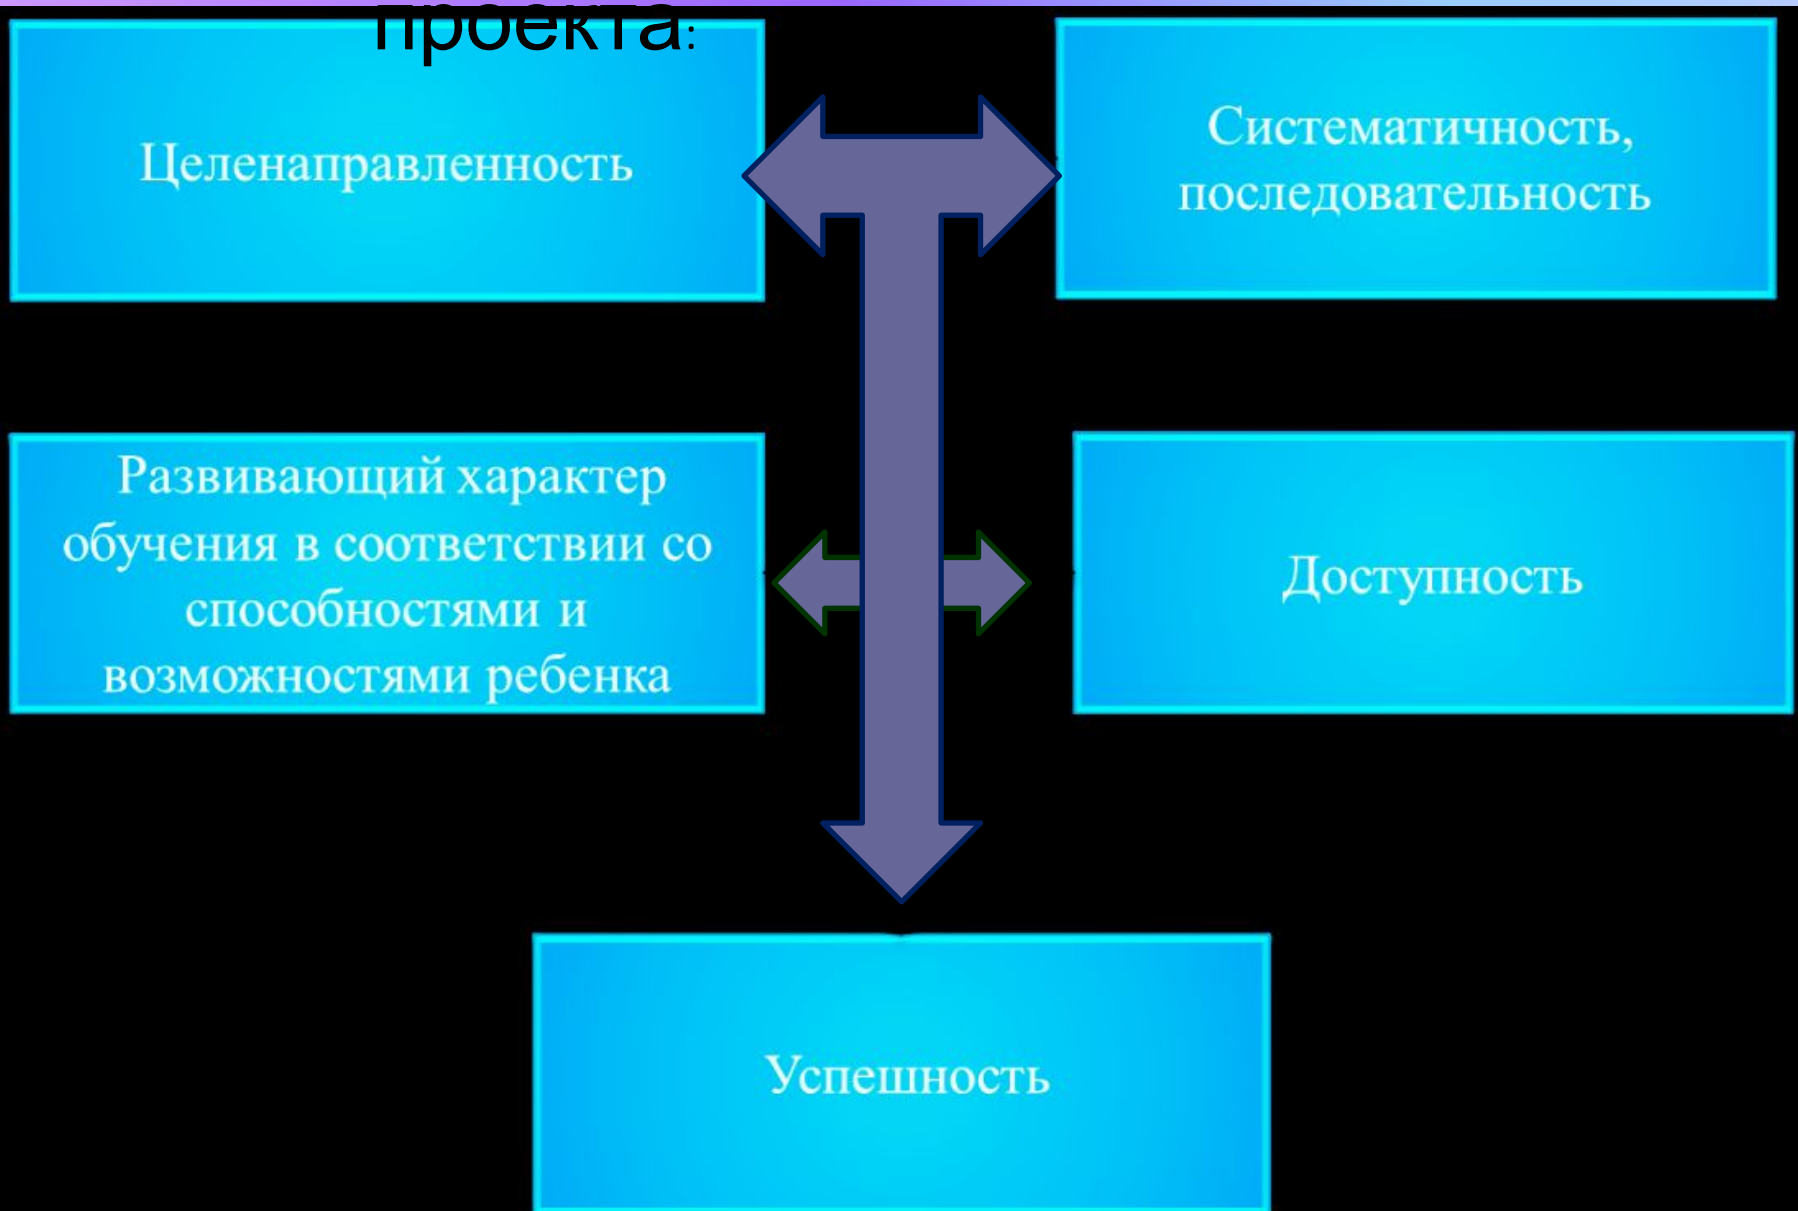 проекта:
Целенаправленность
Систематичность,
последовательность
Развивающий характер
обучения в соответствии со
способностями и
возможностями ребенка
Доступность
Успешность